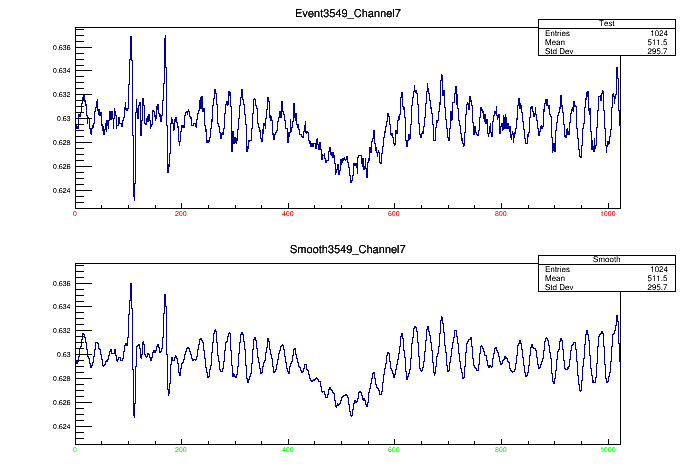 Event3549_Channel7
Test
Entries 1024
Mean 511.5
Std Dev 295.7
0.636
0.634
0.632
0.63
0.628
0.626
0.624
0 200 400 600 800 1000
Smooth3549_Channel7
Smooth
Entries 1024
Mean 511.5
Std Dev 295.7
0.636
0.634
0.632
0.63
0.628
0.626
0.624
0 200 400 600 800 1000